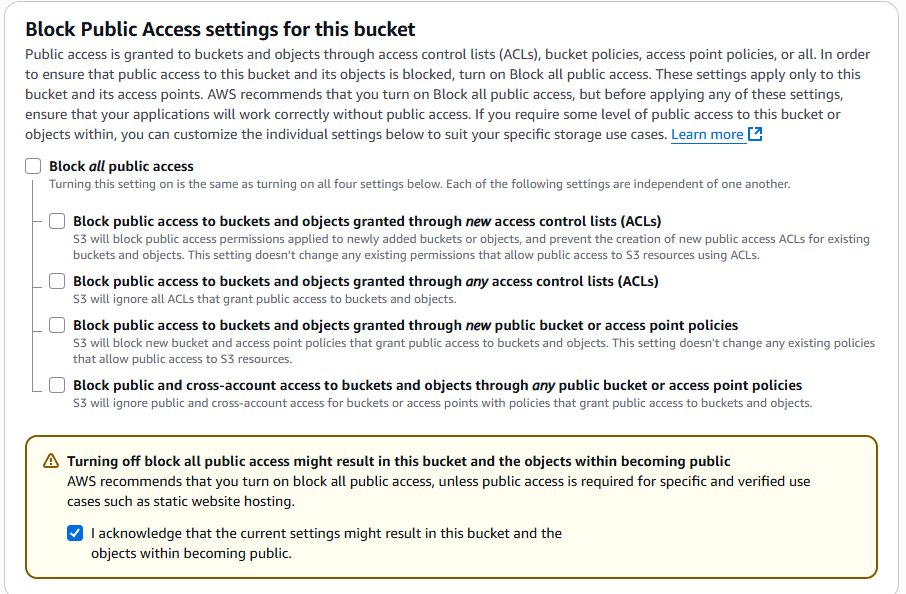 Block Public Access settings for this bucket
Public access is granted to buckets and objects through access control lists (ACLs), bucket policies, access point policies, or all. In order
to ensure that public access to this bucket and its objects is blocked, turn on Block all public access. These settings apply only to this
bucket and its access points. AWS recommends that you turn on Block all public access, but before applying any of these settings,
ensure that your applications will work correctly without public access. If you require some level of public access to this bucket or
objects within, you can customize the individual settings below to suit your specific storage use cases. Learn more
Block all public access
Turning this setting on is the same as turning on all four settings below. Each of the following settings are independent of one another.
Block public access to buckets and objects granted through new access control lists (ACLs)
S3 will block public access permissions applied to newly added buckets or objects, and prevent the creation of new public access ACLs for existing
buckets and objects. This setting doesn't change any existing permissions that allow public access to S3 resources using ACLs.
Block public access to buckets and objects granted through any access control lists (ACLs)
S3 will ignore all ACLs that grant public access to buckets and objects.
Block public access to buckets and objects granted through new public bucket or access point policies
S3 will block new bucket and access point policies that grant public access to buckets and objects. This setting doesn't change any existing policies
that allow public access to S3 resources.
Block public and cross-account access to buckets and objects through any public bucket or access point policies
S3 will ignore public and cross-account access for buckets or access points with policies that grant public access to buckets and objects.
Turning off block all public access might result in this bucket and the objects within becoming public
AWS recommends that you turn on block all public access, unless public access is required for specific and verified use
cases such as static website hosting.
I acknowledge that the current settings might result in this bucket and the
objects within becoming public.